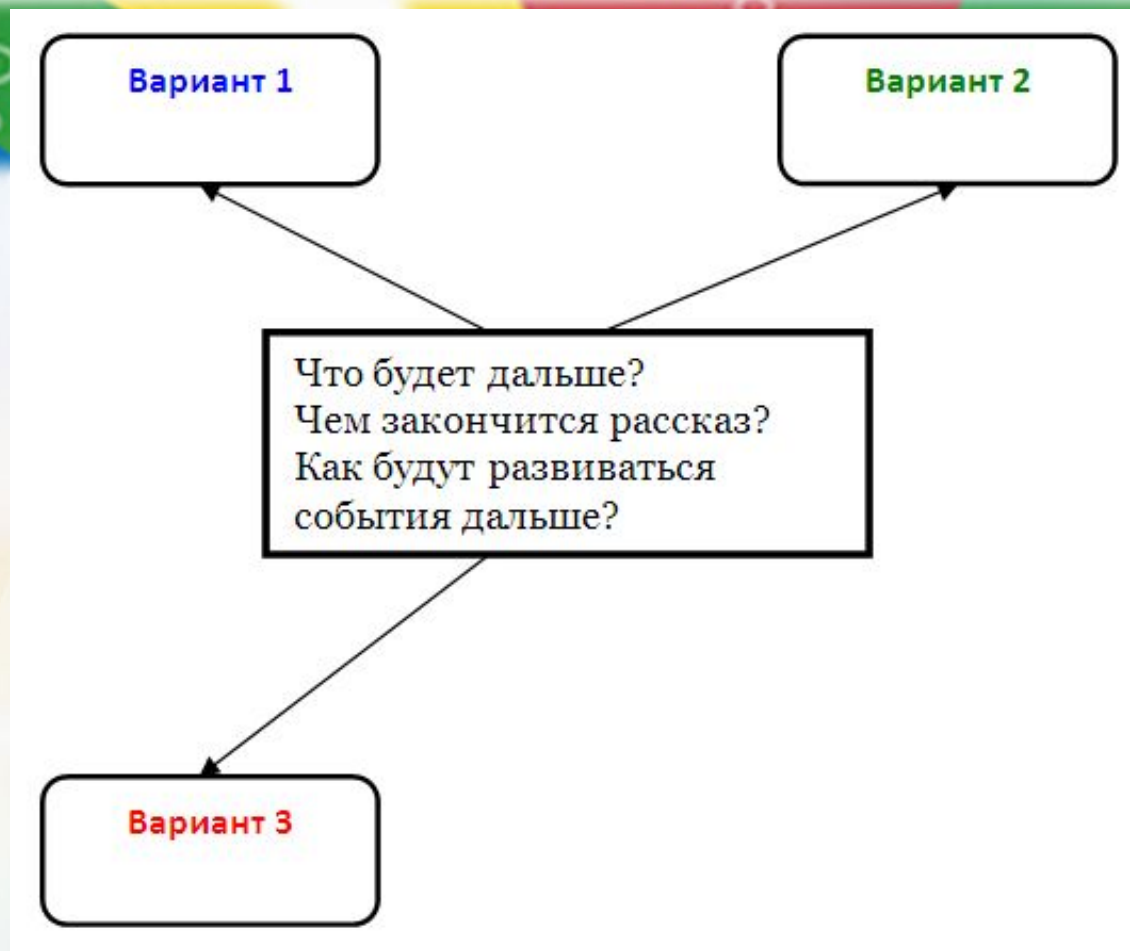 Вариант 1
Вариант 2
Что будет дальше?
Чем закончится рассказ?
Как будут развиваться
события дальше?
Вариант 3